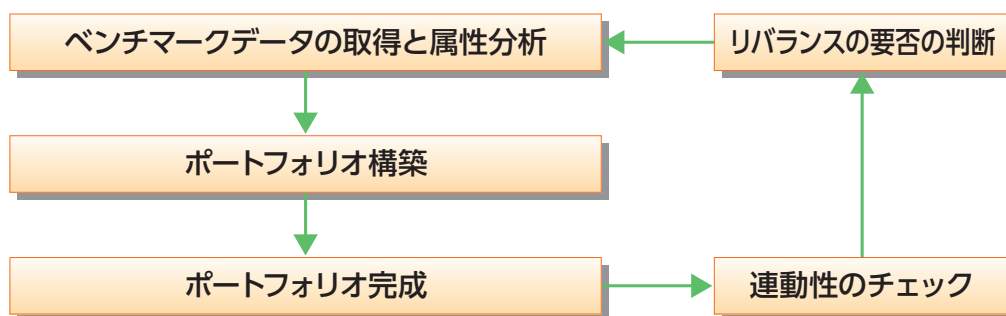 ベンチマークデータの取得と属性分析
リバランスの要否の判断
ポートフォリオ構築
ポートフォリオ完成
連動性のチェック